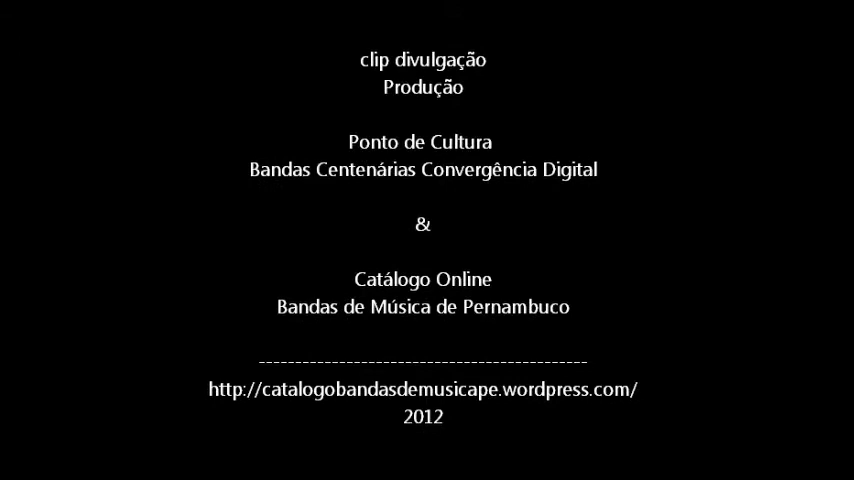 clip divulgação
Produção
Ponto de Cultura
Bandas Centenárias Convergência Digital
&
Catálogo Online
Bandas de Música de Pernambuco
----------------------------------------------
http://catalogobandasdemusicape.wordpress.com/
2012